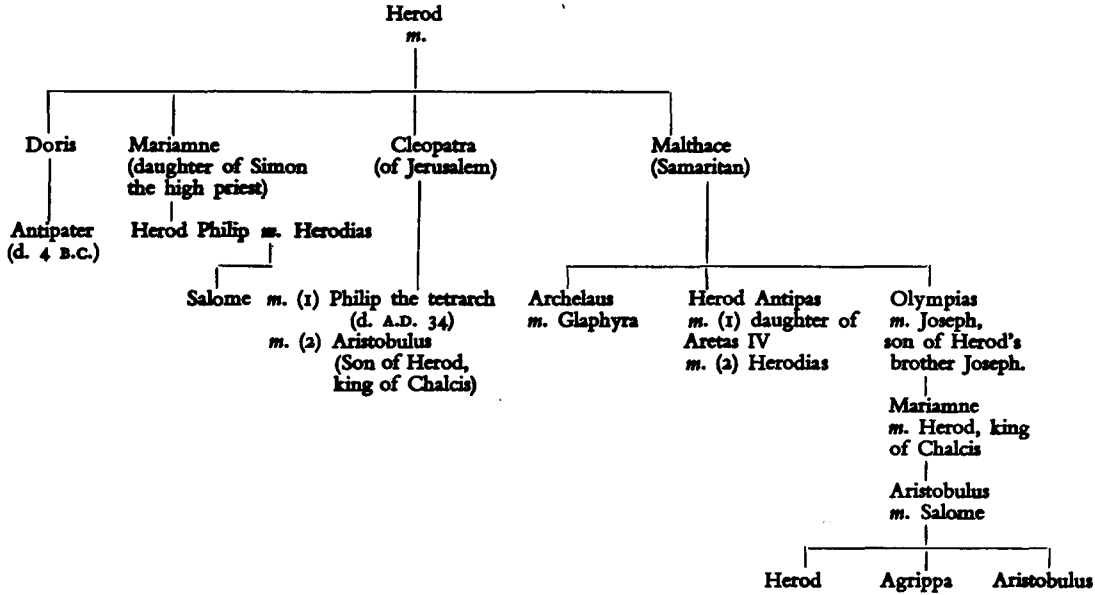 Herod
m.
Doris
Mariamne
(daughter of Simon
the high priest)
Cleopatra
(of Jerusalem)
Malthace
(Samaritan)
Antipater
(d. 4 B.C.)
Herod Philip m. Herodias
Salome m. (1) Philip the tetrarch
(d. A.D. 34)
m. (2) Aristobulus
(Son of Herod,
king of Chalcis)
Archelaus
m. Glaphyra
Herod Antipas
m. (1) daughter of
Aretas IV
m. (2) Herodias
Olympias
m. Joseph,
son of Herod's
brother Joseph.
Mariamne
m. Herod, king
of Chalcis
Aristobulus
m. Salome
Herod
Agrippa
Aristobulus